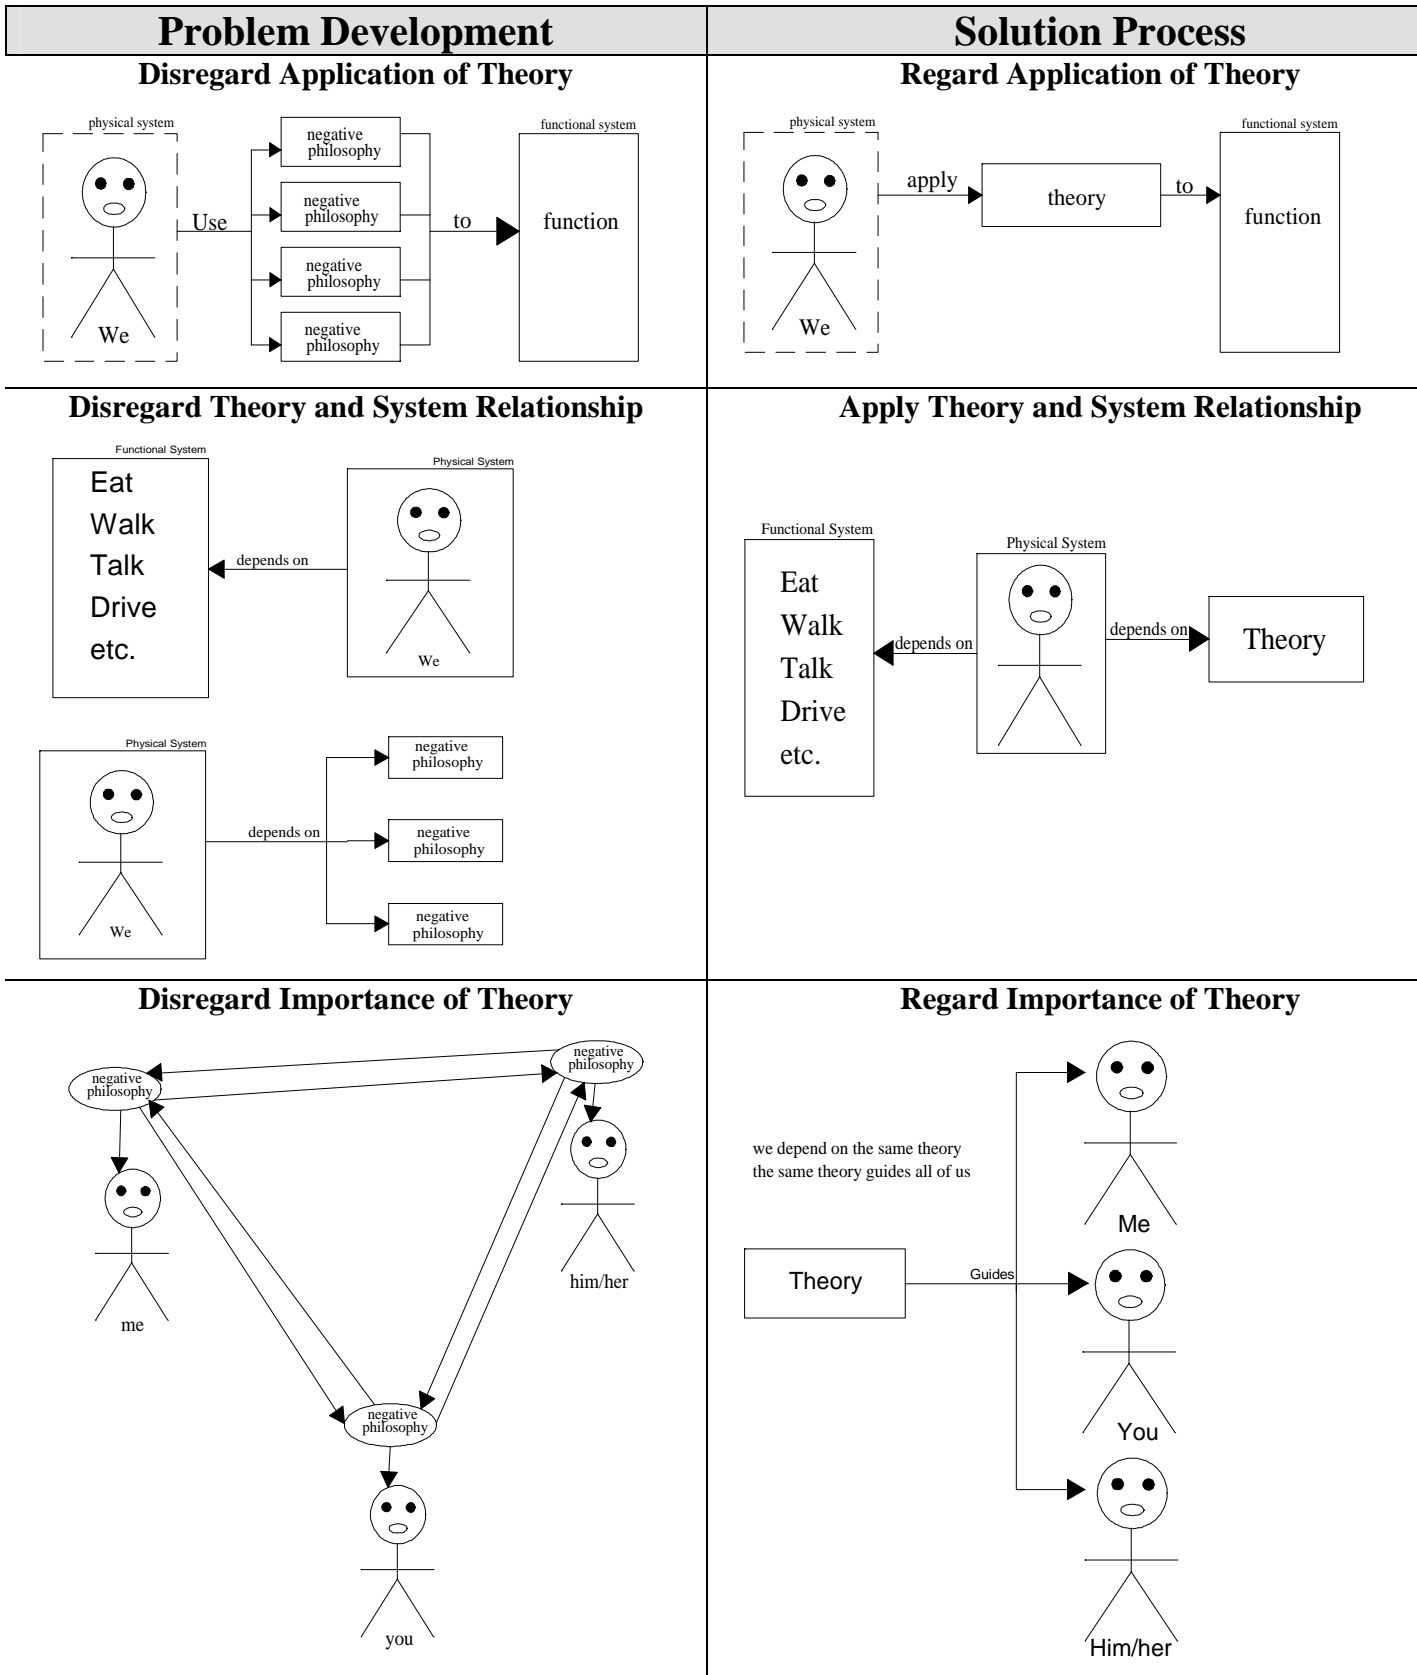 Problem Development
Solution Process
Disregard Application of Theory
physical system
We
Use
negative
philosophy
negative
philosophy
negative
philosophy
negative
philosophy
to
functional system
function
Regard Application of Theory
physical system
We
apply
theory
to
functional system
function
Disregard Theory and System Relationship
Functional System
Eat
Walk
Talk
Drive
etc.
depends on
Physical System
We
Physical System
We
depends on
negative
philosophy
negative
philosophy
negative
philosophy
Apply Theory and System Relationship
Functional System
Eat
Walk
Talk
Drive
etc.
depends on
Physical System
depends on
Theory
Disregard Importance of Theory
negative
philosophy
negative
philosophy
me
him/her
negative
philosophy
you
Regard Importance of Theory
we depend on the same theory
the same theory guides all of us
Theory
Guides
Me
You
Him/her